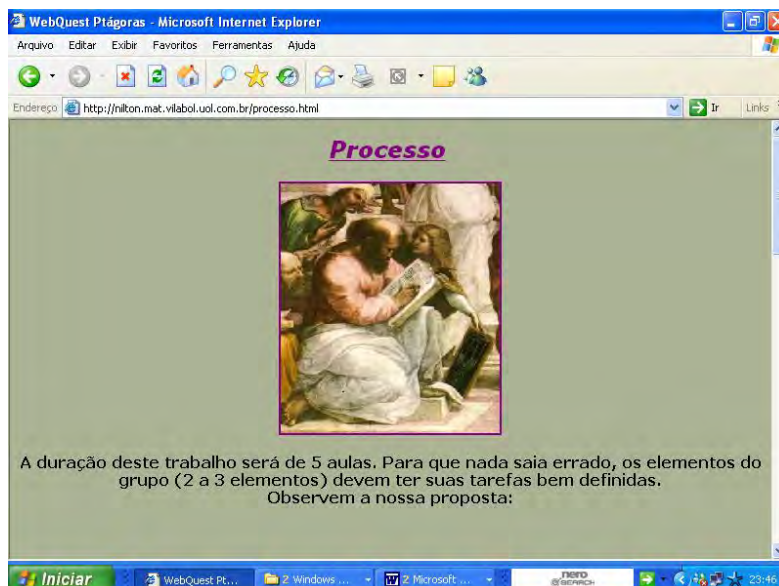 WebQuest Ptágoras - Microsoft Internet Explorer
Arquivo Editar Exibir Favoritos Ferramentas Ajuda
Endereço http://nilton.mat.vilabol.uol.com.br/processo.html Ir Links
Processo
A duração deste trabalho será de 5 aulas. Para que nada saia errado, os elementos do
grupo (2 a 3 elementos) devem ter suas tarefas bem definidas.
Observem a nossa proposta:
Iniciar WebQuest Pt... 2 Windows ... 2 Microsoft ... nero SEARCH 23:46